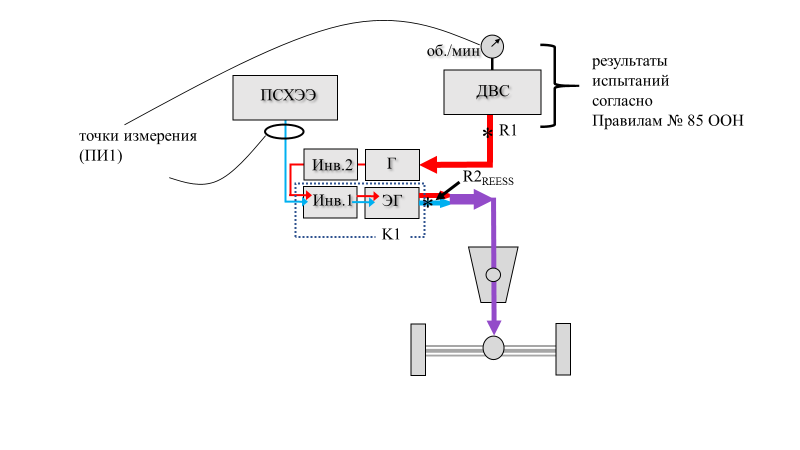 об./мин
результаты
испытаний
согласно
Правилам № 85 ООН
ПСХЭЭ
ДВС
точки измерения
(ПИ1)
R1
Инв.2
Г
R2REESS
Инв.1
ЭГ
*
*
K1